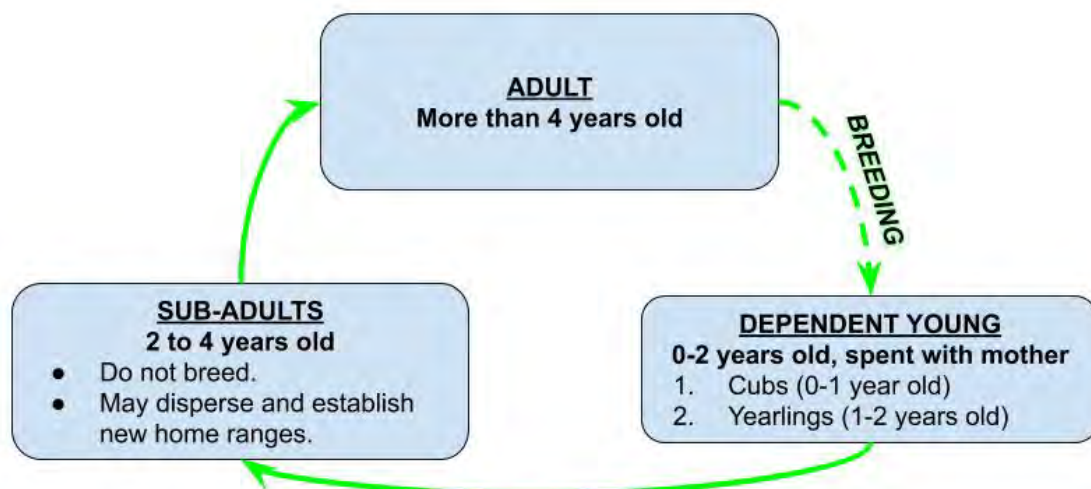 ADULT
More than 4 years old
BREEDING
SUB-ADULTS
2 to 4 years old
● Do not breed.
● May disperse and establish
new home ranges.
DEPENDENT YOUNG
0-2 years old, spent with mother
1. Cubs (0-1 year old)
2. Yearlings (1-2 years old)